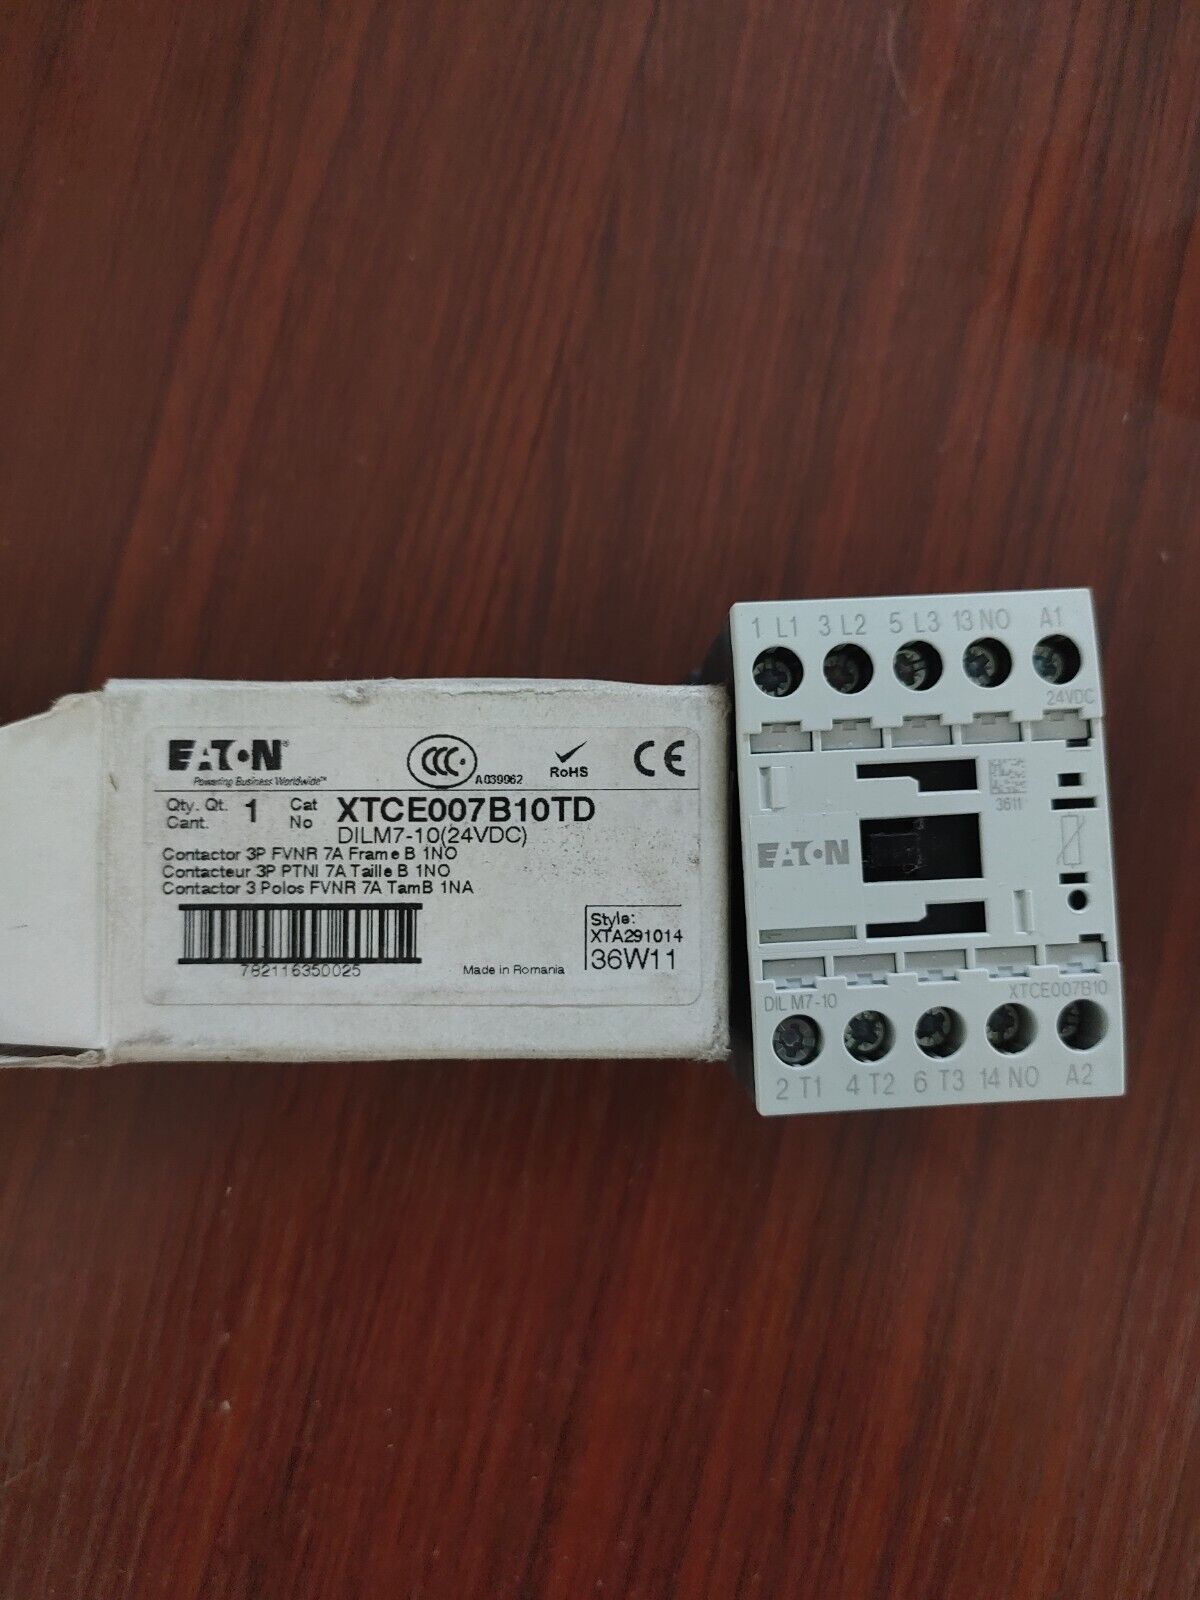 EATON®
Powering Business Worldwide™
CCC
A039962
RoHS
CE
Qty. Qt. 1 Cat XTCE007B10TD
Cant. No
DILM7-10(24VDC)
Contactor 3P FVNR 7A Frame B 1NO
Contacteur 3P PTNI 7A Taille B 1NO
Contactor 3 Polos FVNR 7A TamB 1NA
782116350025
Made in Romania
Style:
XTA291014
36W11
1 L1 3 L2 5 L3 13 NO A1
24VDC
3611
EATON
DIL M7-10 XTCE007B10
2 T1 4 T2 6 T3 14 NO A2